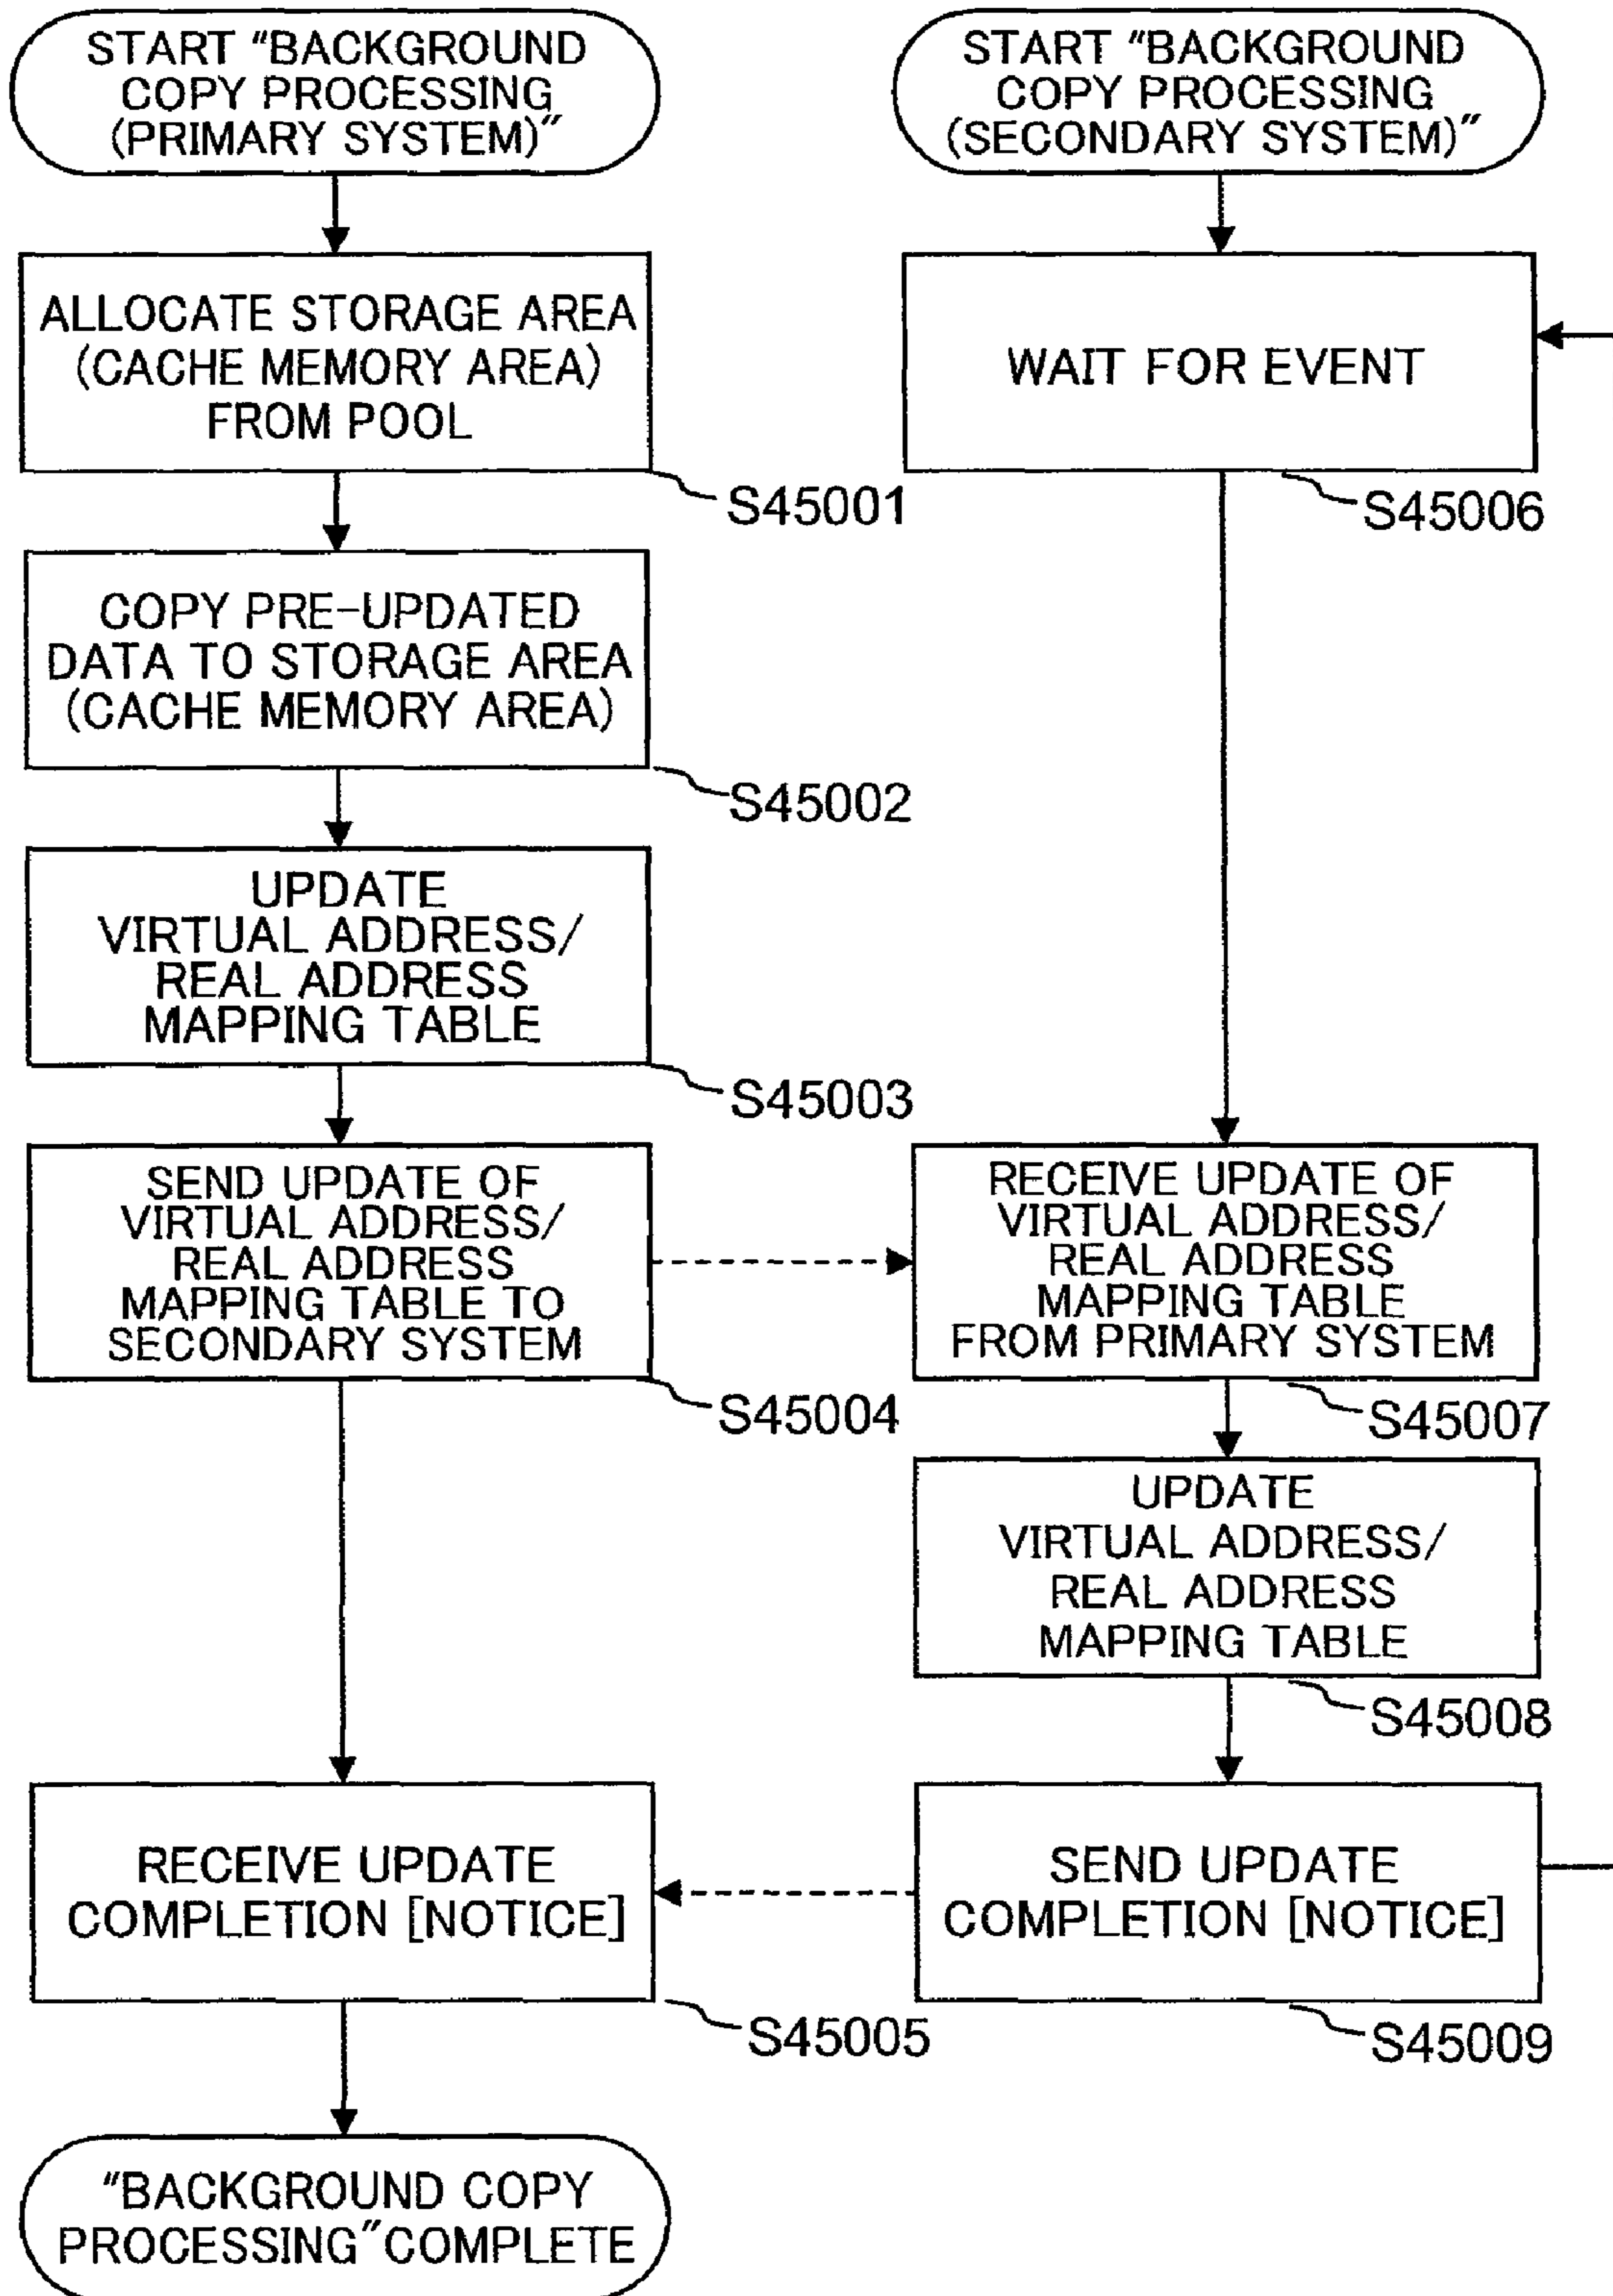 START “BACKGROUND
COPY PROCESSING
(PRIMARY SYSTEM)”
ALLOCATE STORAGE AREA
(CACHE MEMORY AREA)
FROM POOL
S45001
COPY PRE-UPDATED
DATA TO STORAGE AREA
(CACHE MEMORY AREA)
S45002
UPDATE
VIRTUAL ADDRESS/
REAL ADDRESS
MAPPING TABLE
S45003
SEND UPDATE OF
VIRTUAL ADDRESS/
REAL ADDRESS
MAPPING TABLE TO
SECONDARY SYSTEM
S45004
RECEIVE UPDATE
COMPLETION [NOTICE]
S45005
“BACKGROUND COPY
PROCESSING”COMPLETE
START “BACKGROUND
COPY PROCESSING
(SECONDARY SYSTEM)”
WAIT FOR EVENT
S45006
RECEIVE UPDATE OF
VIRTUAL ADDRESS/
REAL ADDRESS
MAPPING TABLE
FROM PRIMARY SYSTEM
S45007
UPDATE
VIRTUAL ADDRESS/
REAL ADDRESS
MAPPING TABLE
S45008
SEND UPDATE
COMPLETION [NOTICE]
S45009